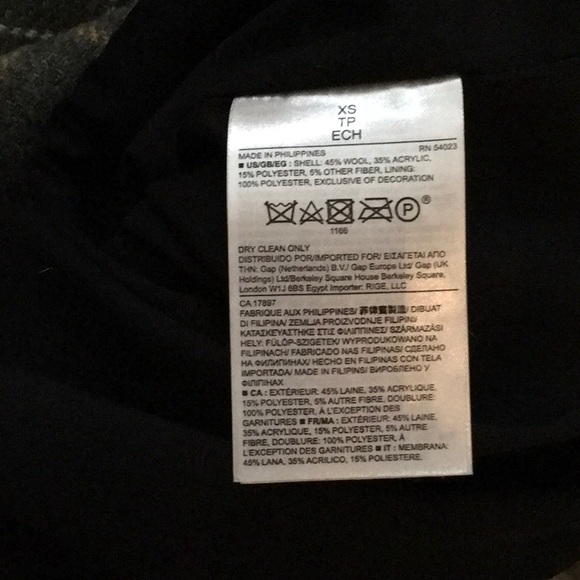 XS
TP
ECH
MADE IN PHILIPPINES RN 54023
■ US/GB/EG : SHELL: 45% WOOL, 35% ACRYLIC,
15% POLYESTER, 5% OTHER FIBER, LINING:
100% POLYESTER, EXCLUSIVE OF DECORATION
P ®
1166
DRY CLEAN ONLY
DISTRIBUIDO POR/IMPORTED FOR/ ΕΙΣΑΓΕΤΑΙ ΑΠΟ
ΤΗΝ: Gap (Netherlands) B.V./ Gap Europe Ltd/ Gap (UK
Holdings) Ltd/Berkeley Square House Berkeley Square,
London W1J 6BS Egypt Importer: RIGE, LLC
CA 17897
FABRIQUE AUX PHILIPPINES/ 菲律賓製造/ DIBUAT
DI FILIPINA/ ZEMLJA PROIZVODNJE FILIPINI/
ΚΑΤΑΣΚΕΥΑΣΤΗΚΕ ΣΤΙΣ ΦΙΛΙΠΠΙΝΕΣ/ SZÁRMAZÁSI
HELY: FÜLÖP-SZIGETEK/ WYPRODUKOWANO NA
FILIPINACH/ FABRICADO NAS FILIPINAS/ СДЕЛАНО
НА ФИЛИППИНАХ/ HECHO EN FILIPINAS CON TELA
IMPORTADA/ MADE IN FILIPINS/ ВИРОБЛЕНО У
ФІЛІПІНАХ
■ CA : EXTÉRIEUR: 45% LAINE, 35% ACRYLIQUE,
15% POLYESTER, 5% AUTRE FIBRE, DOUBLURE:
100% POLYESTER, À L'EXCEPTION DES
GARNITURES ■ FR/MA : EXTÉRIEUR: 45% LAINE,
35% ACRYLIQUE, 15% POLYESTER, 5% AUTRE
FIBRE, DOUBLURE: 100% POLYESTER, À
L'EXCEPTION DES GARNITURES ■ IT : MEMBRANA:
45% LANA, 35% ACRILICO, 15% POLIESTERE,